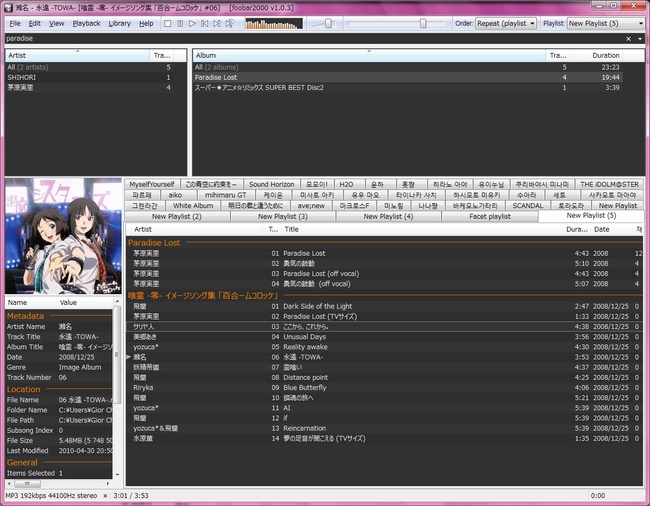 瀬名 - 永遠 -TOWA- [喰霊 -零- イメージソング集「百合ームコロッケ」 #06] [foobar2000 v1.0.3]
File Edit View Playback Library Help Order: Repeat (playlist Playlist: New Playlist (5)
paradise
Artist Tra...
All (2 artists) 5
SHIHORI 1
茅原実里 4
Album Tra... Duration
All (2 albums) 5 23:23
Paradise Lost 4 19:44
スーパー★アニメ☆リミックス SUPER BEST Disc2 1 3:39
MyselfYourself この青空に約束を― Sound Horizon モモイ! H2O 윤하 횻짱 히라노 아야 유이누님 쿠리바야시 미나미 THE IDOLM@STER
파르페 aiko mihimaru GT 케이온 미사토 아키 유우 마오 타이나카 사치 하시모토 미유키 수아라 세토 사카모토 마아야
그렌라간 White Album 明日の君と逢うために ave;new マクロスF 미노링 나나짱 바케모노가타리 SCANDAL 토라도라 New Playlist
New Playlist (2) New Playlist (3) New Playlist (4) Facet playlist New Playlist (5)
Artist T... Title Dura... Date 재
Paradise Lost
茅原実里 01 Paradise Lost 4:43 2008 12
茅原実里 02 勇気の鼓動 5:10 2008 4
茅原実里 03 Paradise Lost (off vocal) 4:43 2008 4
茅原実里 04 勇気の鼓動 (off vocal) 5:07 2008 4
喰霊 -零- イメージソング集「百合ームコロッケ」
飛蘭 01 Dark Side of the Light 2:47 2008/12/25 0
茅原実里 02 Paradise Lost (TVサイズ) 1:33 2008/12/25 0
サリヤ人 03 ここから、これから。 4:38 2008/12/25 0
美郷あき 04 Unusual Days 3:56 2008/12/25 0
yozuca* 05 Reality awake 4:30 2008/12/25 0
瀬名 06 永遠 -TOWA- 3:53 2008/12/25 0
妖精帝國 07 霊喰い 4:37 2008/12/25 0
飛蘭 08 Distance point 4:25 2008/12/25 0
Riryka 09 Blue Butterfly 4:06 2008/12/25 0
飛蘭 10 鎮魂の旅へ 5:21 2008/12/25 0
yozuca* 11 AI 5:39 2008/12/25 0
飛蘭 12 if 5:39 2008/12/25 0
yozuca*＆飛蘭 13 Reincarnation 5:39 2008/12/25 0
水原薫 14 夢の足音が聞こえる (TVサイズ) 1:35 2008/12/25 0
Name Value
Metadata
Artist Name 瀬名
Track Title 永遠 -TOWA-
Album Title 喰霊 -零-
Date 2008/12/25
Genre Image Album
Track Number 06
Location
File Name 06 永遠 -TOWA-.
Folder Name C:¥Users¥Gior Ch
File Path C:¥Users¥Gior Ch
Subsong Index 0
File Size 5.48MB (5 748 50
Last Modified 2010-04-30 20:50
General
Items Selected 1
MP3 192kbps 44100Hz stereo 3:01 / 3:53 0:00